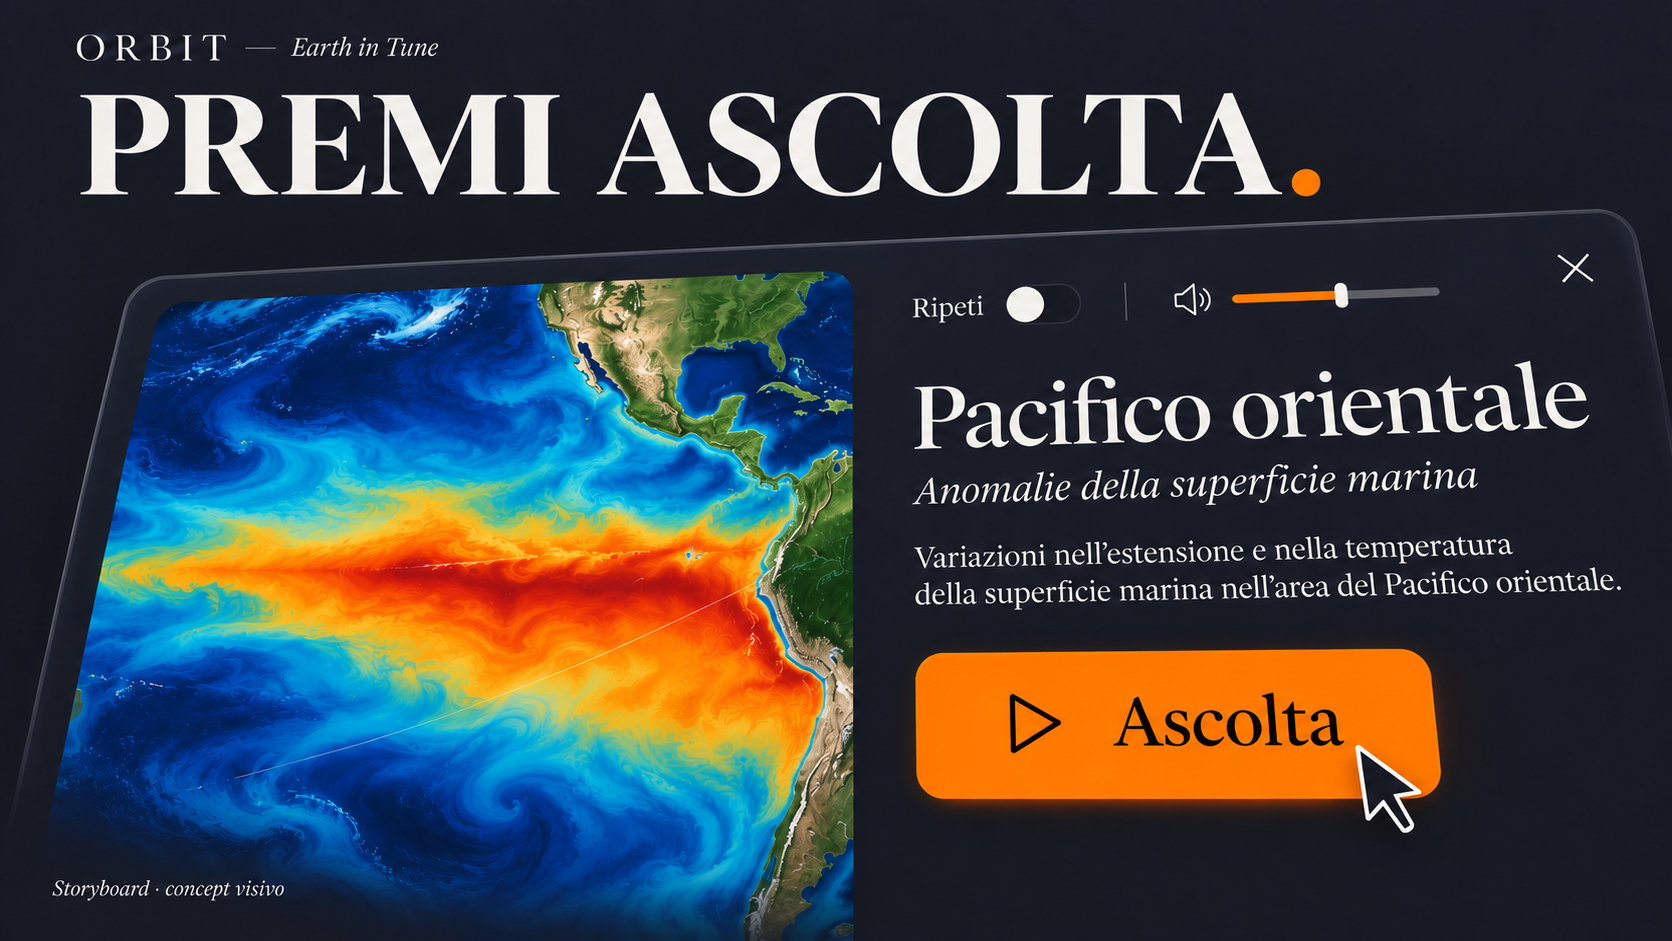 ORBIT — Earth in Tune
PREMI ASCOLTA.
Ripeti
Pacifico orientale
Anomalie della superficie marina
Variazioni nell’estensione e nella temperatura
della superficie marina nell’area del Pacifico orientale.
Ascolta
Storyboard · concept visivo